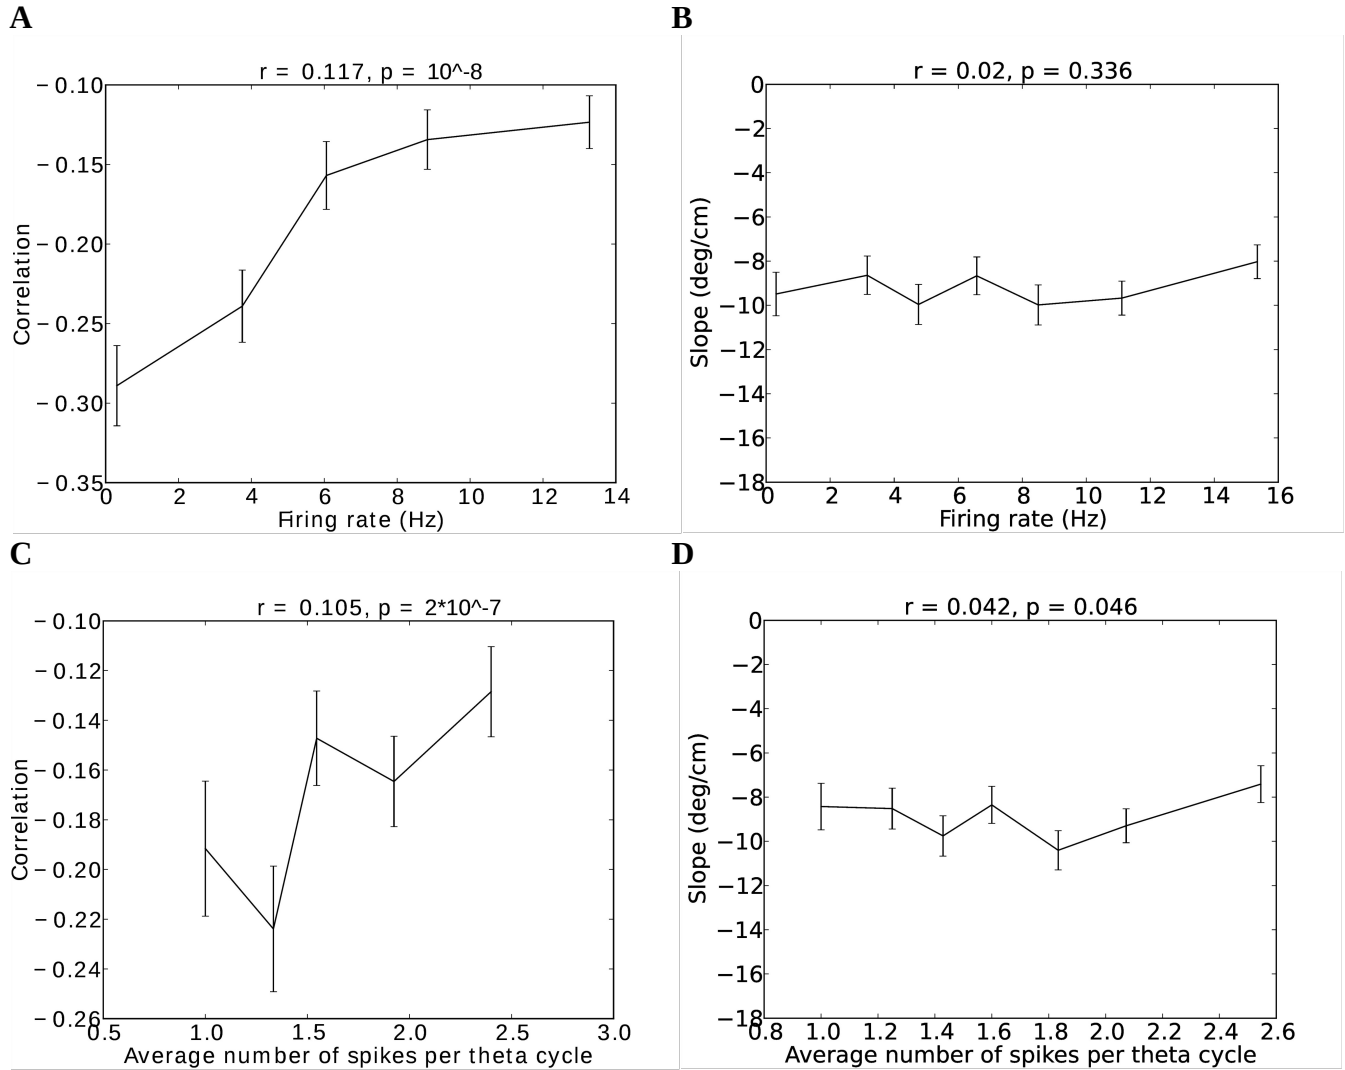 A
r = 0.117, p = 10^-8
−0.10
−0.15
−0.20
−0.25
−0.30
−0.35
Correlation
0 2 4 6 8 10 12 14
Firing rate (Hz)
B
r = 0.02, p = 0.336
0
−2
−4
−6
−8
−10
−12
−14
−16
−18
Slope (deg/cm)
0 2 4 6 8 10 12 14 16
Firing rate (Hz)
C
r = 0.105, p = 2*10^-7
−0.10
−0.12
−0.14
−0.16
−0.18
−0.20
−0.22
−0.24
−0.26
Correlation
0.5 1.0 1.5 2.0 2.5 3.0
Average number of spikes per theta cycle
D
r = 0.042, p = 0.046
0
−2
−4
−6
−8
−10
−12
−14
−16
−18
Slope (deg/cm)
0.8 1.0 1.2 1.4 1.6 1.8 2.0 2.2 2.4 2.6
Average number of spikes per theta cycle